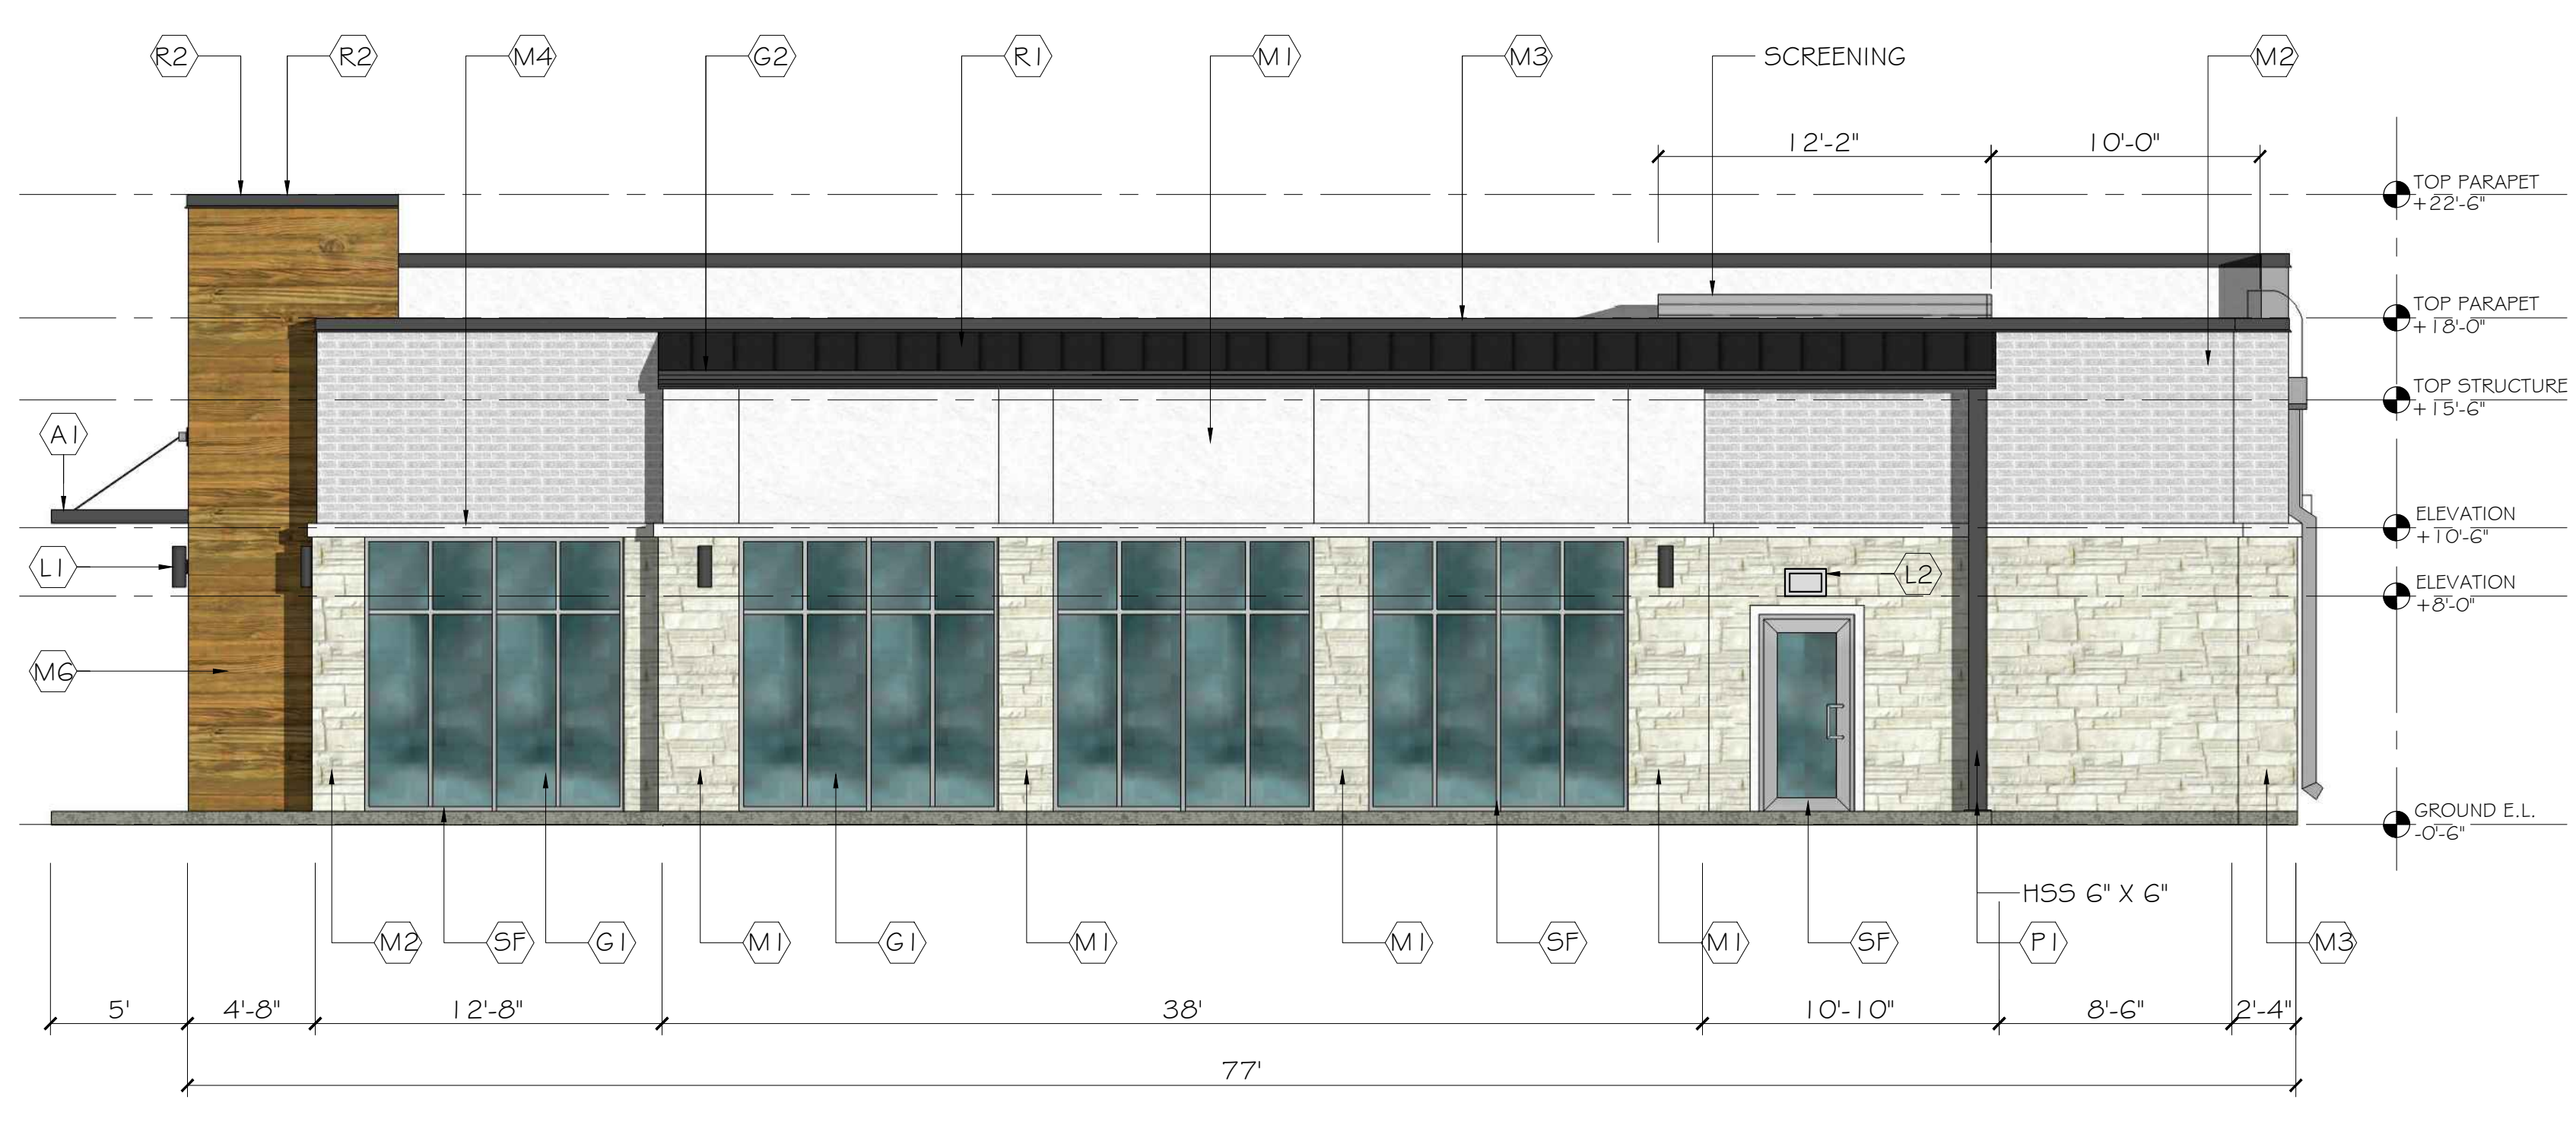 R2
R2
M4
G2
R1
M1
M3
SCREENING
M2
12'-2"
10'-0"
TOP PARAPET
+22'-6"
TOP PARAPET
+18'-0"
TOP STRUCTURE
+15'-6"
A1
ELEVATION
+10'-6"
L1
L2
ELEVATION
+8'-0"
M6
GROUND E.L.
-0'-6"
HSS 6" X 6"
M2
SF
G1
M1
G1
M1
M1
SF
M1
SF
P1
M3
5'
4'-8"
12'-8"
38'
10'-10"
8'-6"
2'-4"
77'